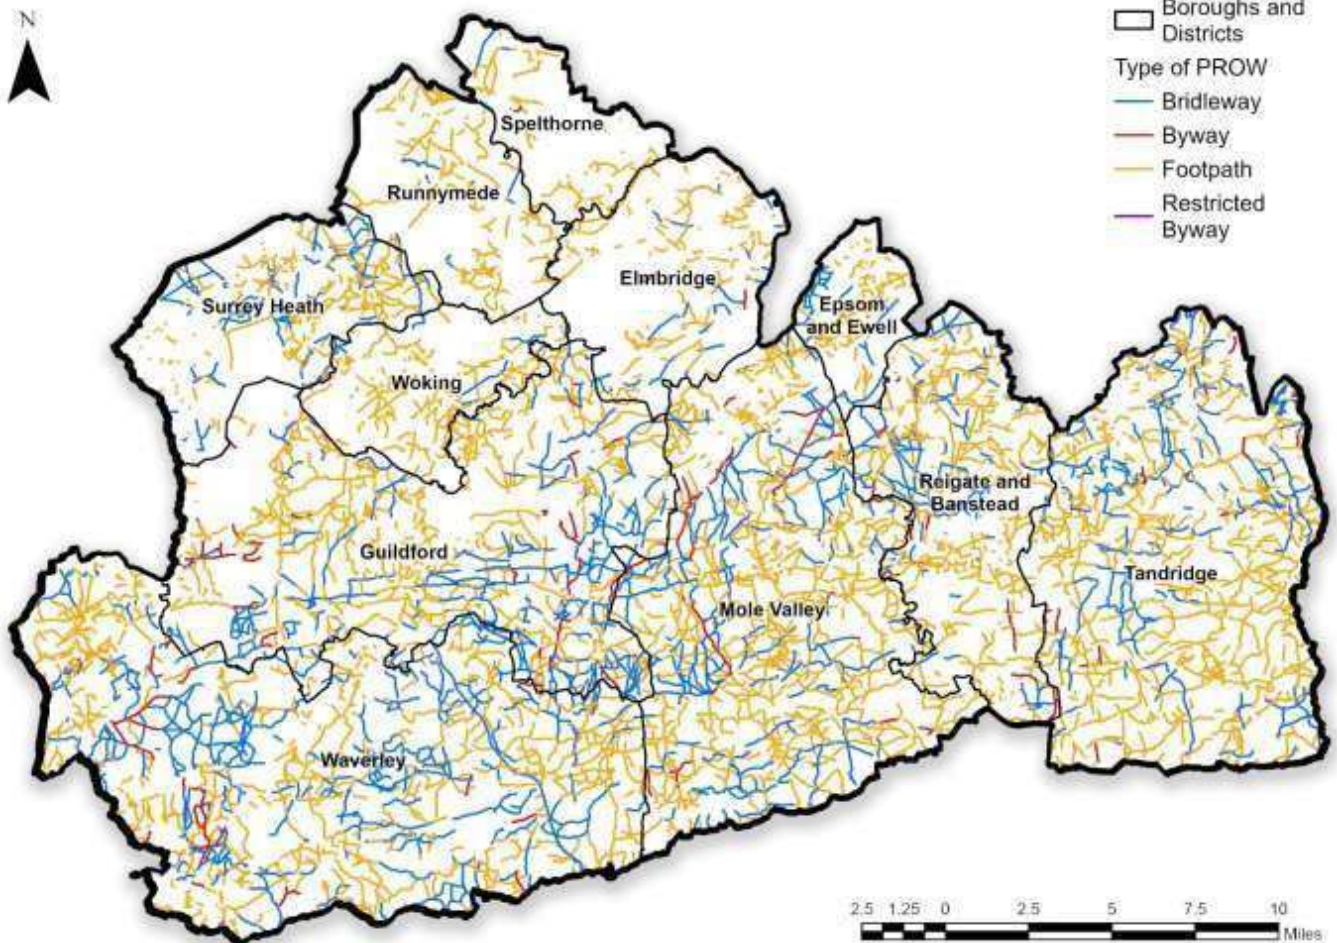 N
Boroughs and
Districts
Type of PROW
Bridleway
Byway
Footpath
Restricted
Byway
Spelthorne
Runnymede
Elmbridge
Surrey Heath
Epsom
and Ewell
Woking
Reigate and
Banstead
Guildford
Tandridge
Mole Valley
Waverley
2.5 1.25 0 2.5 5 7.5 10
Miles